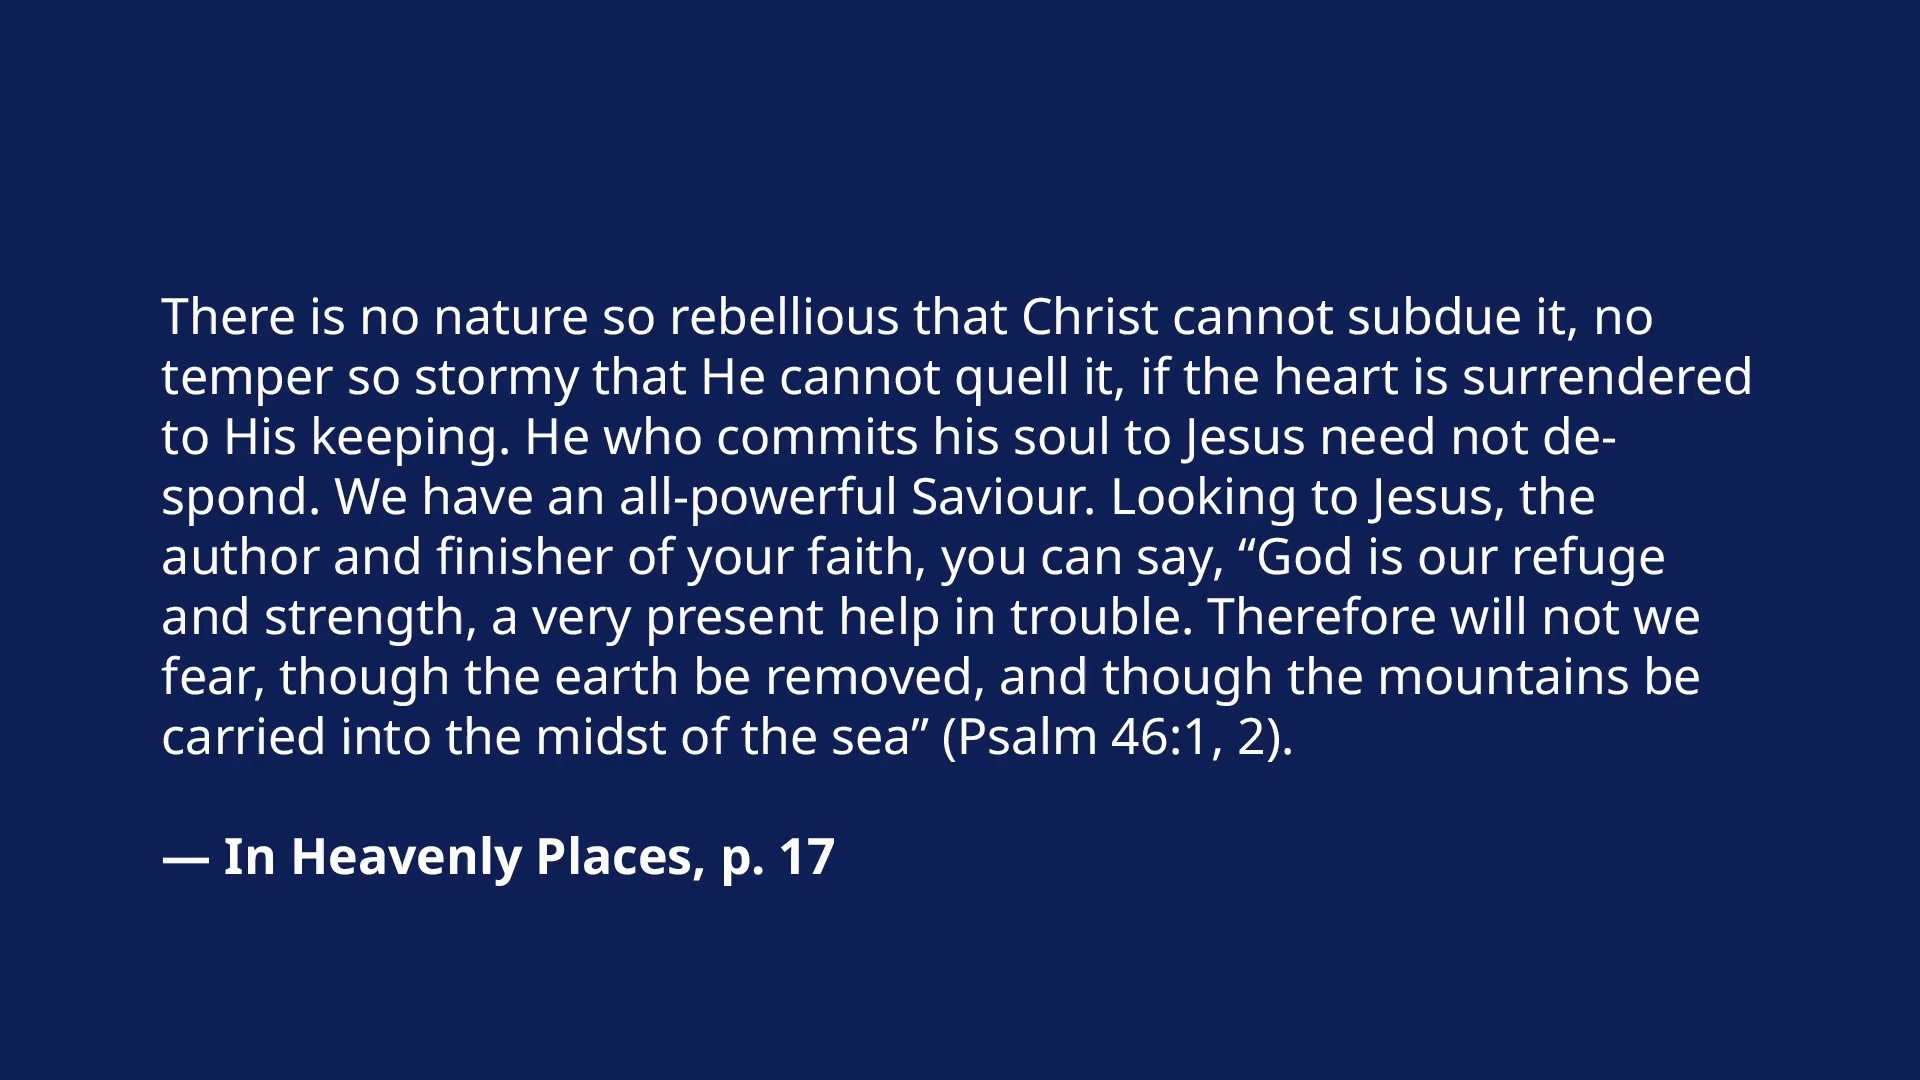 There is no nature so rebellious that Christ cannot subdue it, no
temper so stormy that He cannot quell it, if the heart is surrendered
to His keeping. He who commits his soul to Jesus need not de-
spond. We have an all-powerful Saviour. Looking to Jesus, the
author and finisher of your faith, you can say, “God is our refuge
and strength, a very present help in trouble. Therefore will not we
fear, though the earth be removed, and though the mountains be
carried into the midst of the sea” (Psalm 46:1, 2).
— In Heavenly Places, p. 17